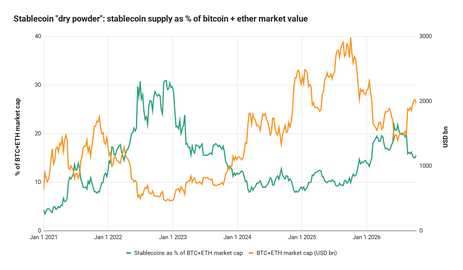 Stablecoin "dry powder": stablecoin supply as % of bitcoin + ether market value
% of BTC+ETH market cap
40
30
20
10
0
3000
2000
1000
0
USD bn
Jan 1 2021 Jan 1 2022 Jan 1 2023 Jan 1 2024 Jan 1 2025 Jan 1 2026
Stablecoins as % of BTC+ETH market cap BTC+ETH market cap (USD bn)